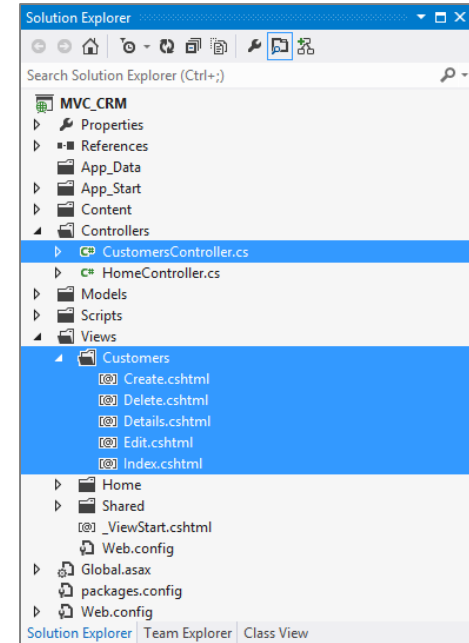 Solution Explorer
Search Solution Explorer (Ctrl+;)
MVC_CRM
Properties
References
App_Data
App_Start
Content
Controllers
C# CustomersController.cs
C# HomeController.cs
Models
Scripts
Views
Customers
[@] Create.cshtml
[@] Delete.cshtml
[@] Details.cshtml
[@] Edit.cshtml
[@] Index.cshtml
Home
Shared
[@] _ViewStart.cshtml
Web.config
Global.asax
packages.config
Web.config
Solution Explorer Team Explorer Class View